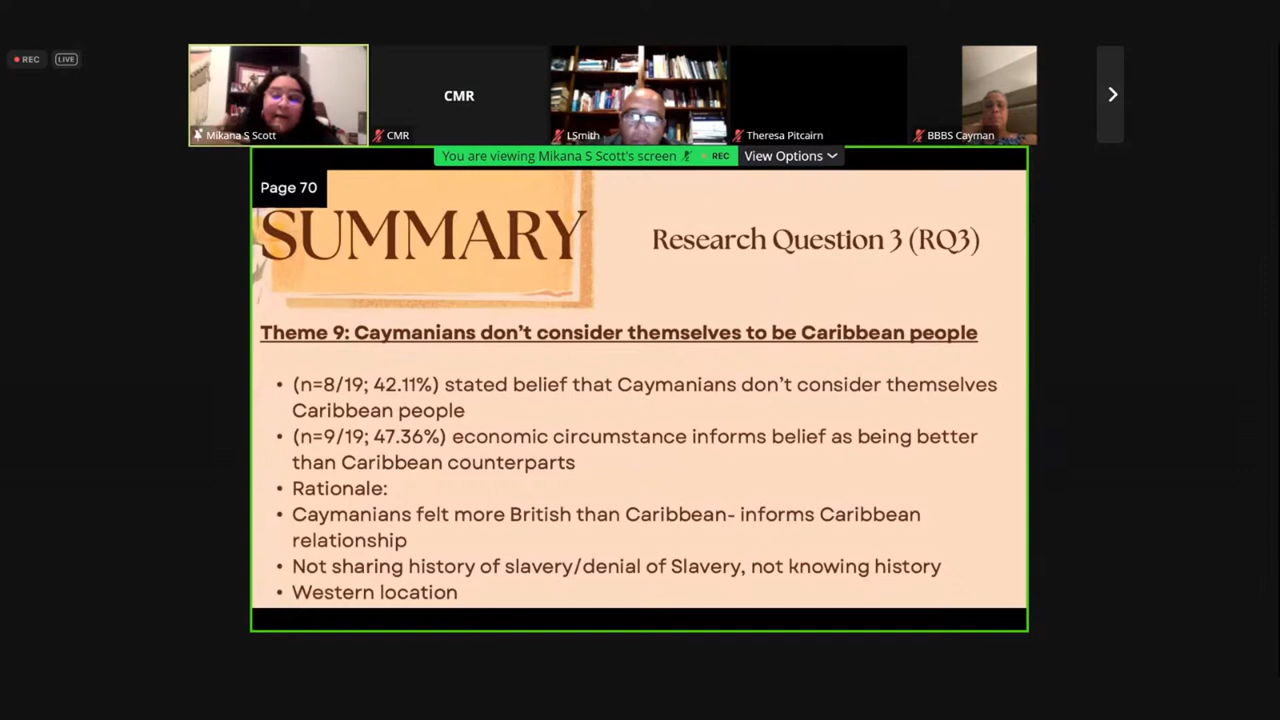 REC
LIVE
CMR
Mikana S Scott
CMR
LSmith
Theresa Pitcairn
BBBS Cayman
You are viewing Mikana S Scott's screen
REC
View Options
Page 70
SUMMARY
Research Question 3 (RQ3)
Theme 9: Caymanians don't consider themselves to be Caribbean people
• (n=8/19; 42.11%) stated belief that Caymanians don't consider themselves
Caribbean people
• (n=9/19; 47.36%) economic circumstance informs belief as being better
than Caribbean counterparts
• Rationale:
• Caymanians felt more British than Caribbean- informs Caribbean
relationship
• Not sharing history of slavery/denial of Slavery, not knowing history
• Western location